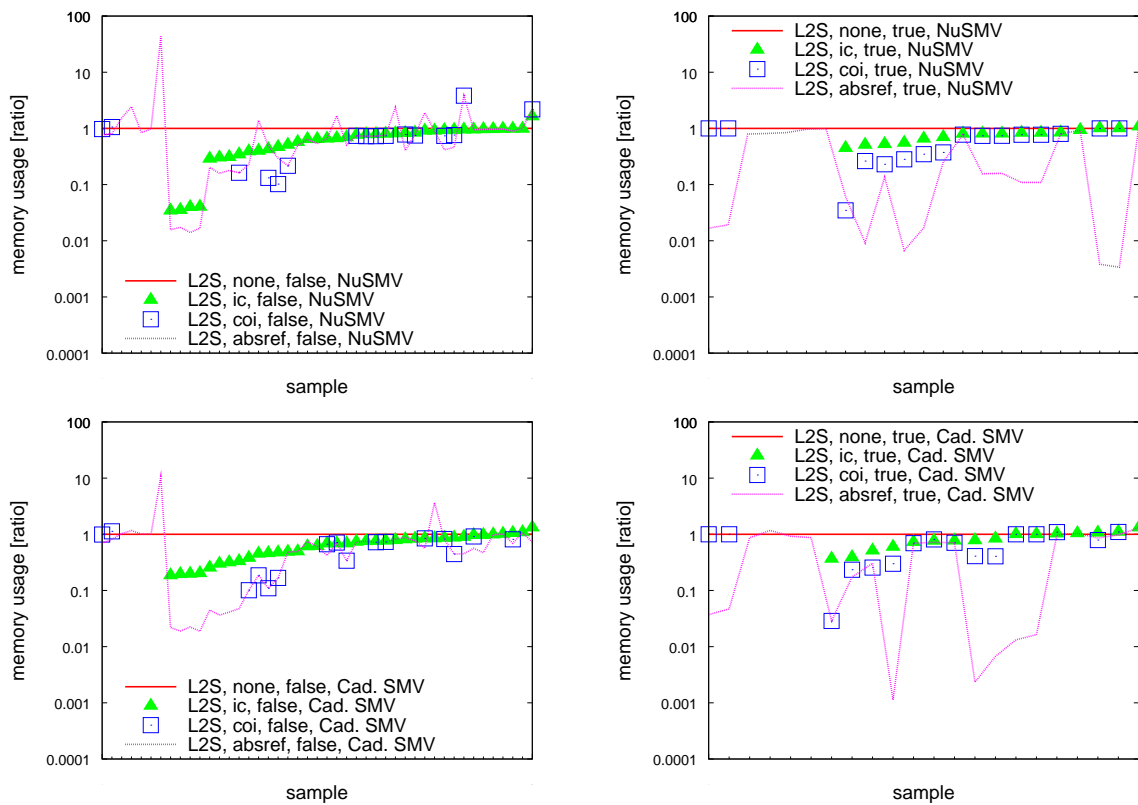 100
10
1
0.1
0.01
0.001
0.0001
memory usage [ratio]
sample
L2S, none, false, NuSMV
L2S, ic, false, NuSMV
L2S, coi, false, NuSMV
L2S, absref, false, NuSMV
100
10
1
0.1
0.01
0.001
0.0001
memory usage [ratio]
sample
L2S, none, true, NuSMV
L2S, ic, true, NuSMV
L2S, coi, true, NuSMV
L2S, absref, true, NuSMV
100
10
1
0.1
0.01
0.001
0.0001
memory usage [ratio]
sample
L2S, none, false, Cad. SMV
L2S, ic, false, Cad. SMV
L2S, coi, false, Cad. SMV
L2S, absref, false, Cad. SMV
100
10
1
0.1
0.01
0.001
0.0001
memory usage [ratio]
sample
L2S, none, true, Cad. SMV
L2S, ic, true, Cad. SMV
L2S, coi, true, Cad. SMV
L2S, absref, true, Cad. SMV